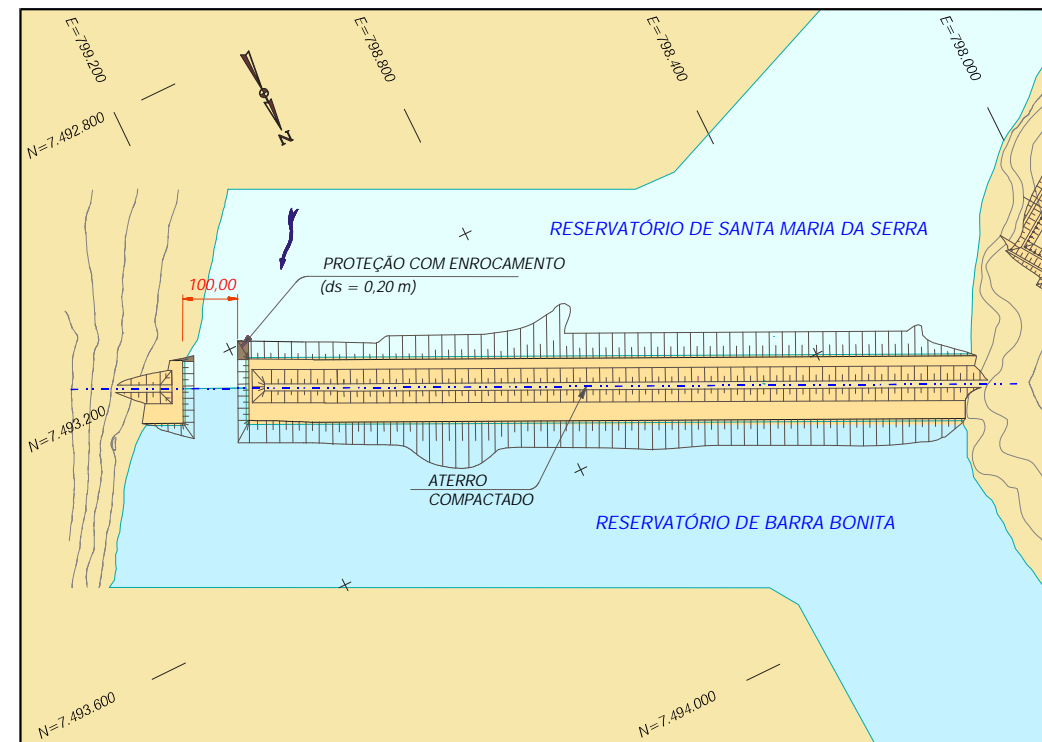 E=799.200
E=798.800
E=798.400
E=798.000
N=7.492.800
N
RESERVATÓRIO DE SANTA MARIA DA SERRA
PROTEÇÃO COM ENROCAMENTO
(ds = 0,20 m)
100,00
N=7.493.200
ATERRO
COMPACTADO
RESERVATÓRIO DE BARRA BONITA
N=7.493.600
N=7.494.000